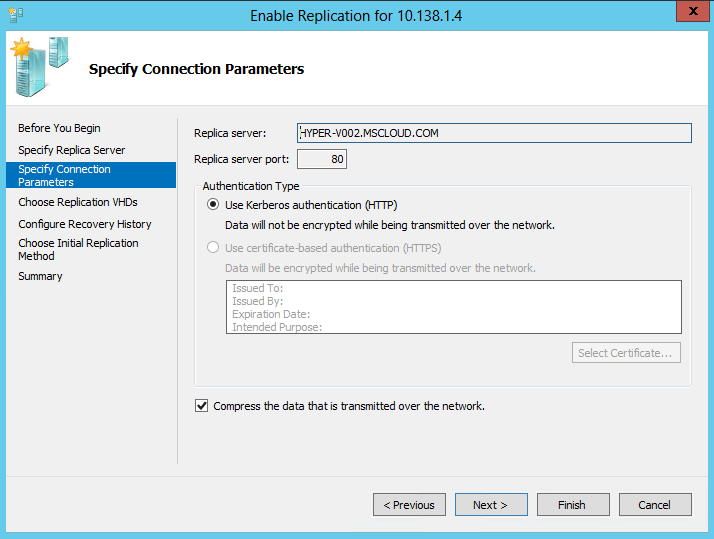 Enable Replication for 10.138.1.4
x
Specify Connection Parameters
Before You Begin
Specify Replica Server
Specify Connection
Parameters
Choose Replication VHDs
Configure Recovery History
Choose Initial Replication
Method
Summary
Replica server: HYPER-V002.MSCLOUD.COM
Replica server port: 80
Authentication Type
Use Kerberos authentication (HTTP)
Data will not be encrypted while being transmitted over the network.
Use certificate-based authentication (HTTPS)
Data will be encrypted while being transmitted over the network.
Issued To:
Issued By:
Expiration Date:
Intended Purpose:
Select Certificate...
Compress the data that is transmitted over the network.
< Previous Next > Finish Cancel